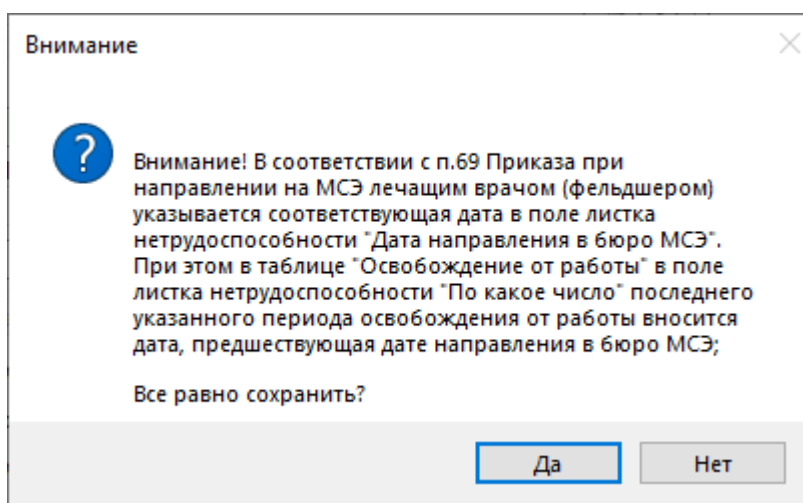 Внимание
Внимание! В соответствии с п.69 Приказа при
направлении на МСЭ лечащим врачом (фельдшером)
указывается соответствующая дата в поле листка
нетрудоспособности "Дата направления в бюро МСЭ".
При этом в таблице "Освобождение от работы" в поле
листка нетрудоспособности "По какое число" последнего
указанного периода освобождения от работы вносится
дата, предшествующая дате направления в бюро МСЭ;
Все равно сохранить?
Да
Нет